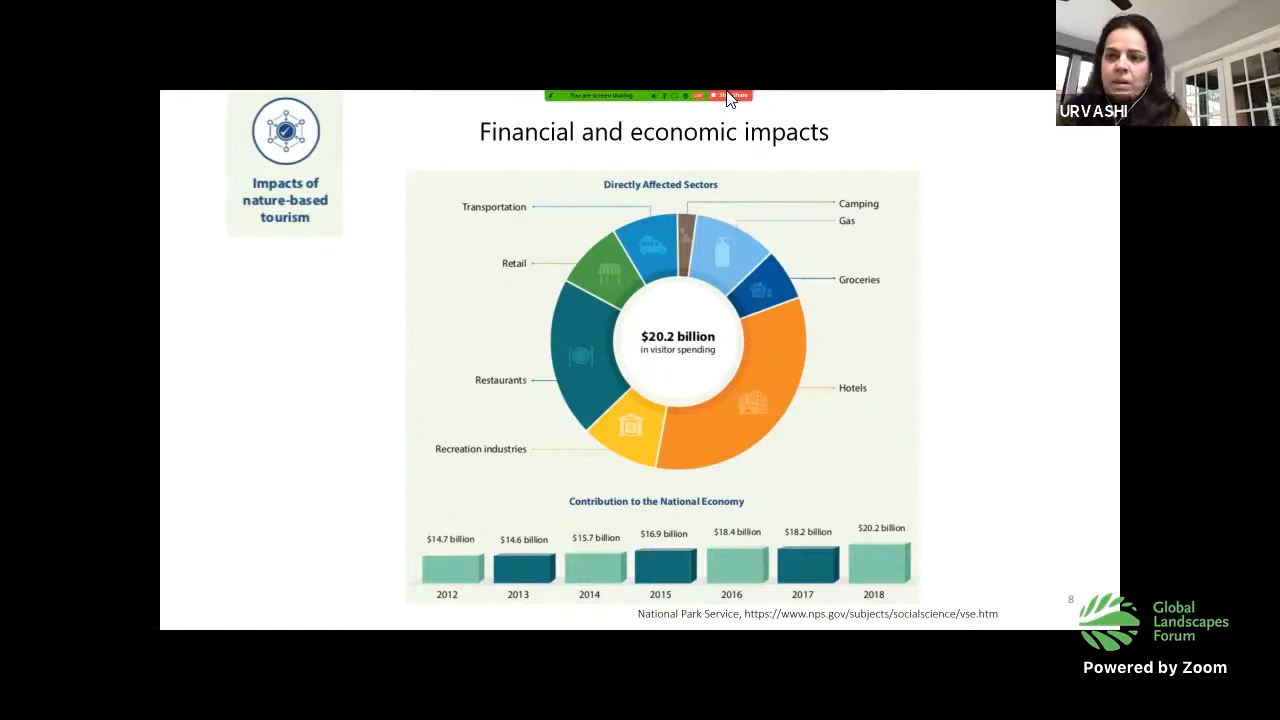 You are screen sharing
URVASHI
Financial and economic impacts
Impacts of
nature-based
tourism
Directly Affected Sectors
Transportation
Camping
Gas
Retail
Groceries
$20.2 billion
in visitor spending
Restaurants
Hotels
Recreation industries
Contribution to the National Economy
$14.7 billion
$14.6 billion
$15.7 billion
$16.9 billion
$18.4 billion
$18.2 billion
$20.2 billion
2012
2013
2014
2015
2016
2017
2018
National Park Service, https://www.nps.gov/subjects/socialscience/vse.htm
8
Global
Landscapes
Forum
Powered by Zoom